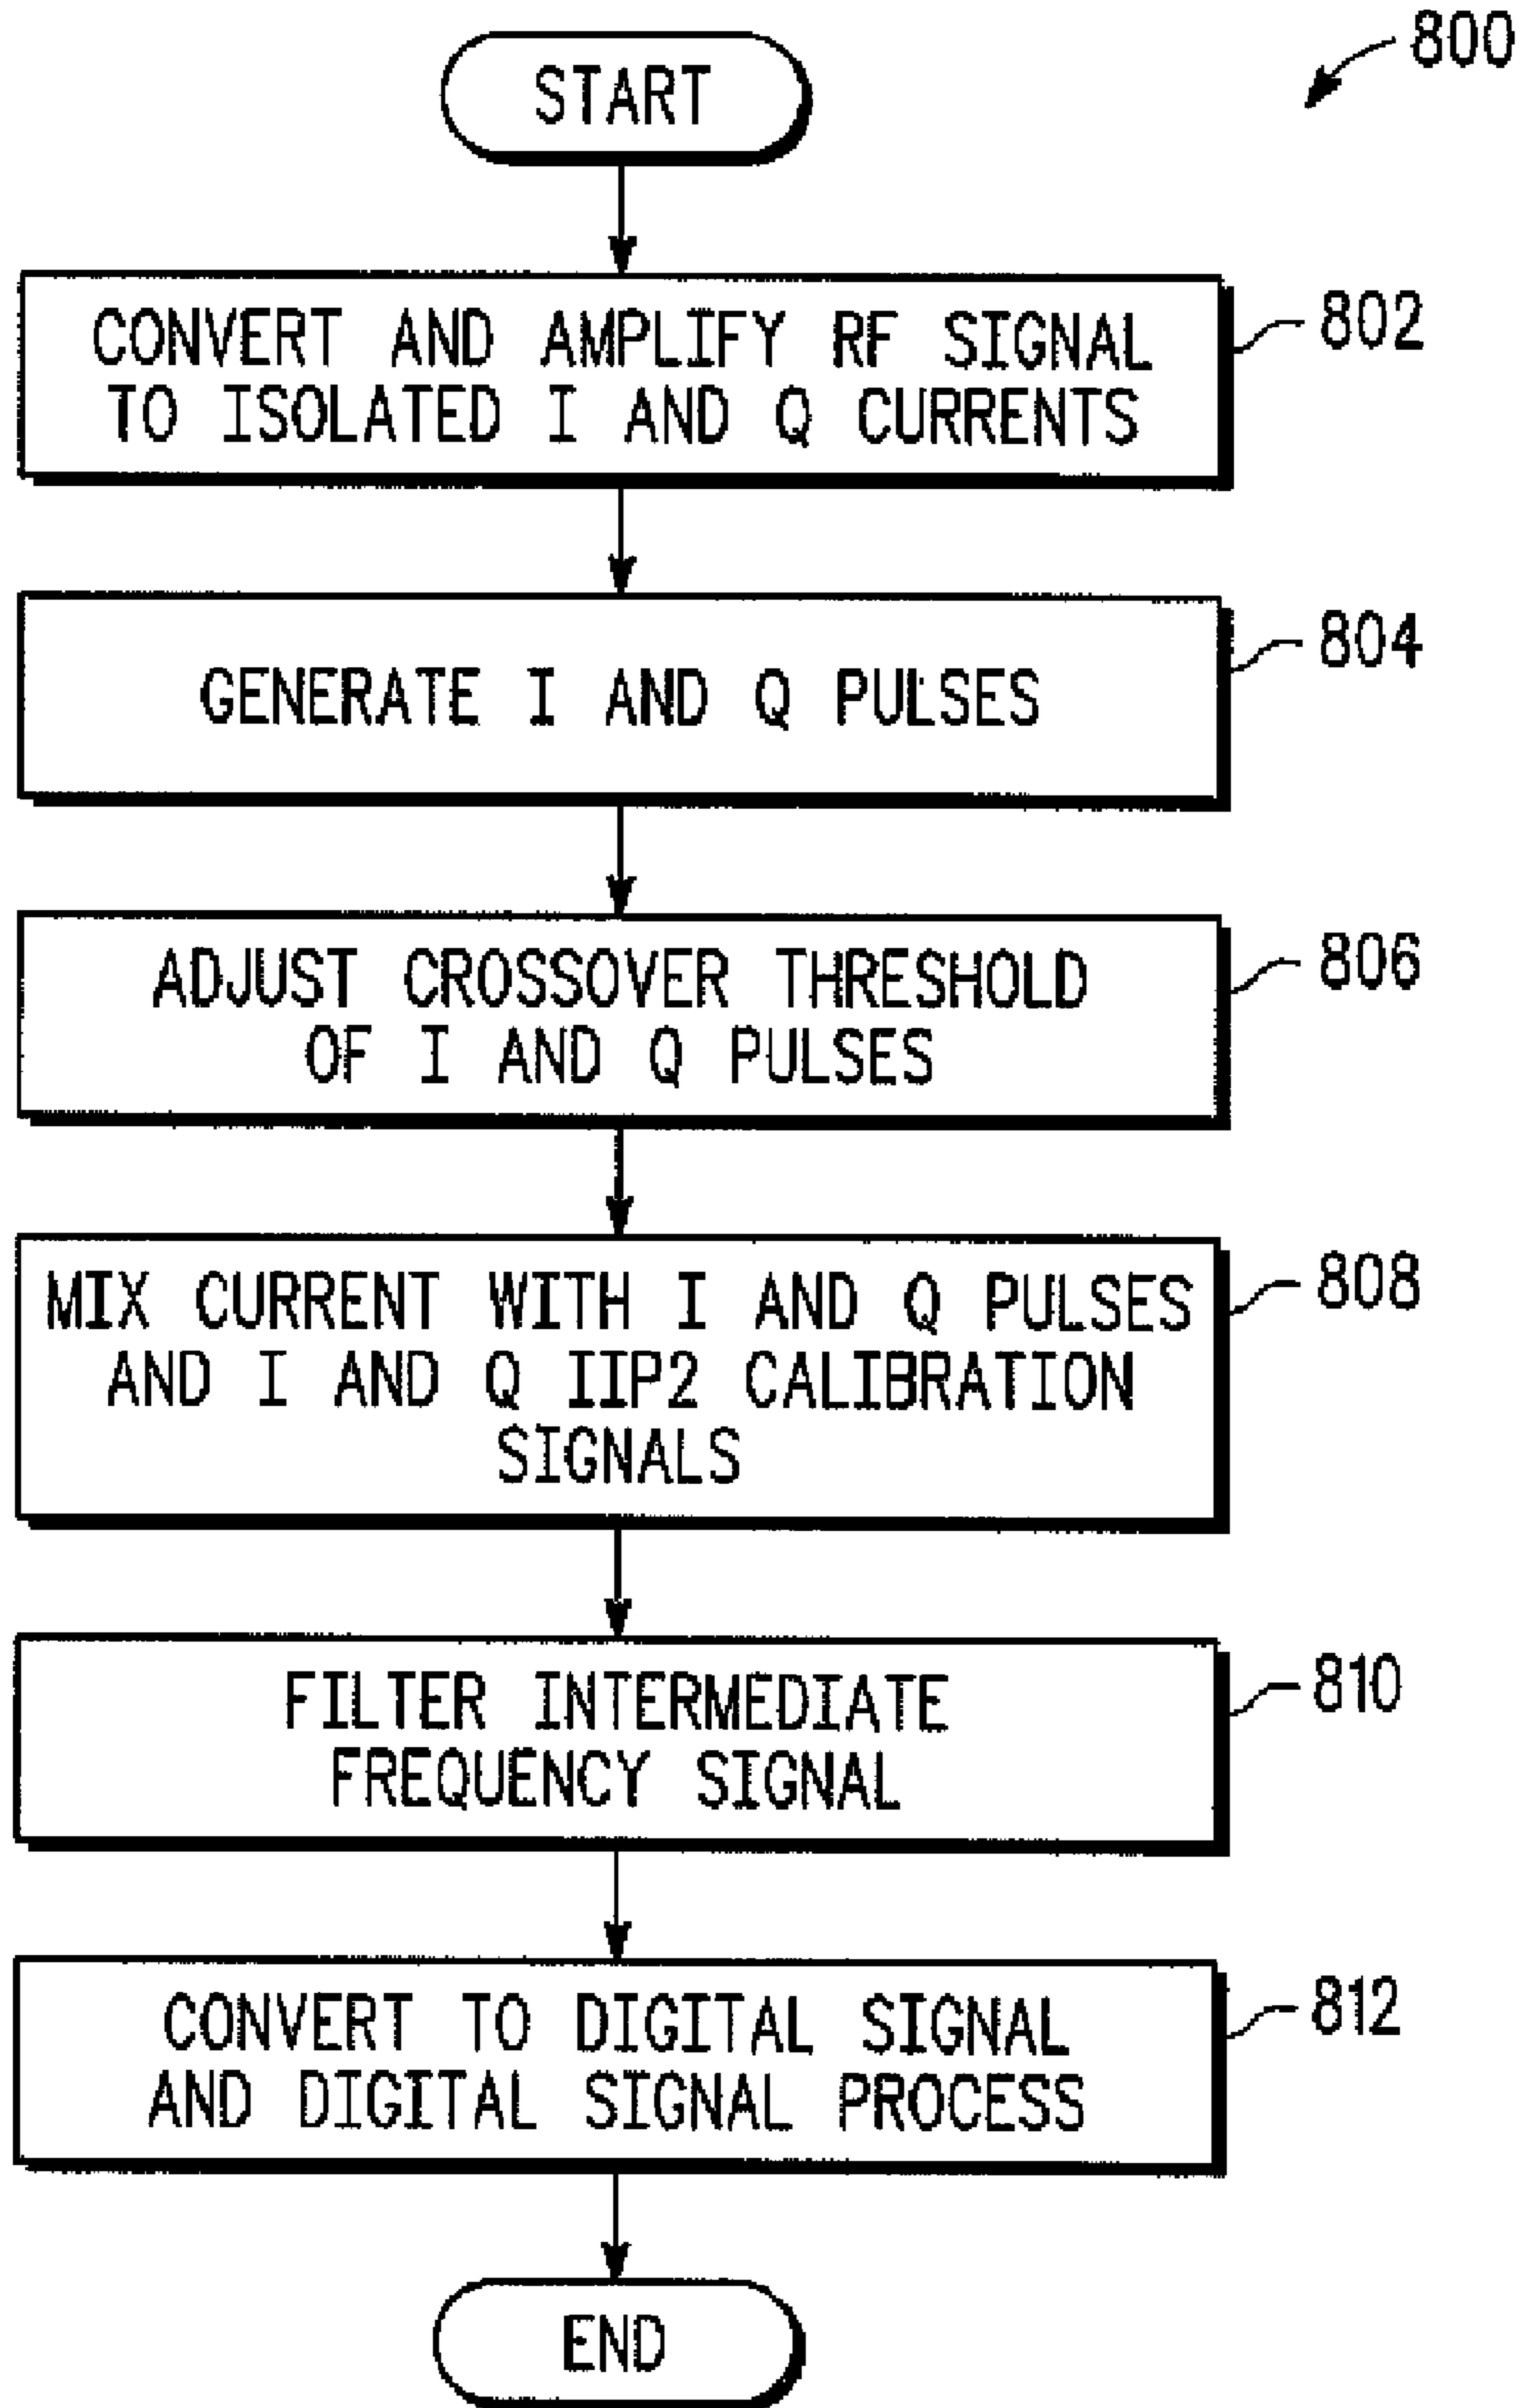 800
START
CONVERT AND AMPLIFY RF SIGNAL
TO ISOLATED I AND Q CURRENTS
802
GENERATE I AND Q PULSES
804
ADJUST CROSSOVER THRESHOLD
OF I AND Q PULSES
806
MIX CURRENT WITH I AND Q PULSES
AND I AND Q IIP2 CALIBRATION
SIGNALS
808
FILTER INTERMEDIATE
FREQUENCY SIGNAL
810
CONVERT TO DIGITAL SIGNAL
AND DIGITAL SIGNAL PROCESS
812
END